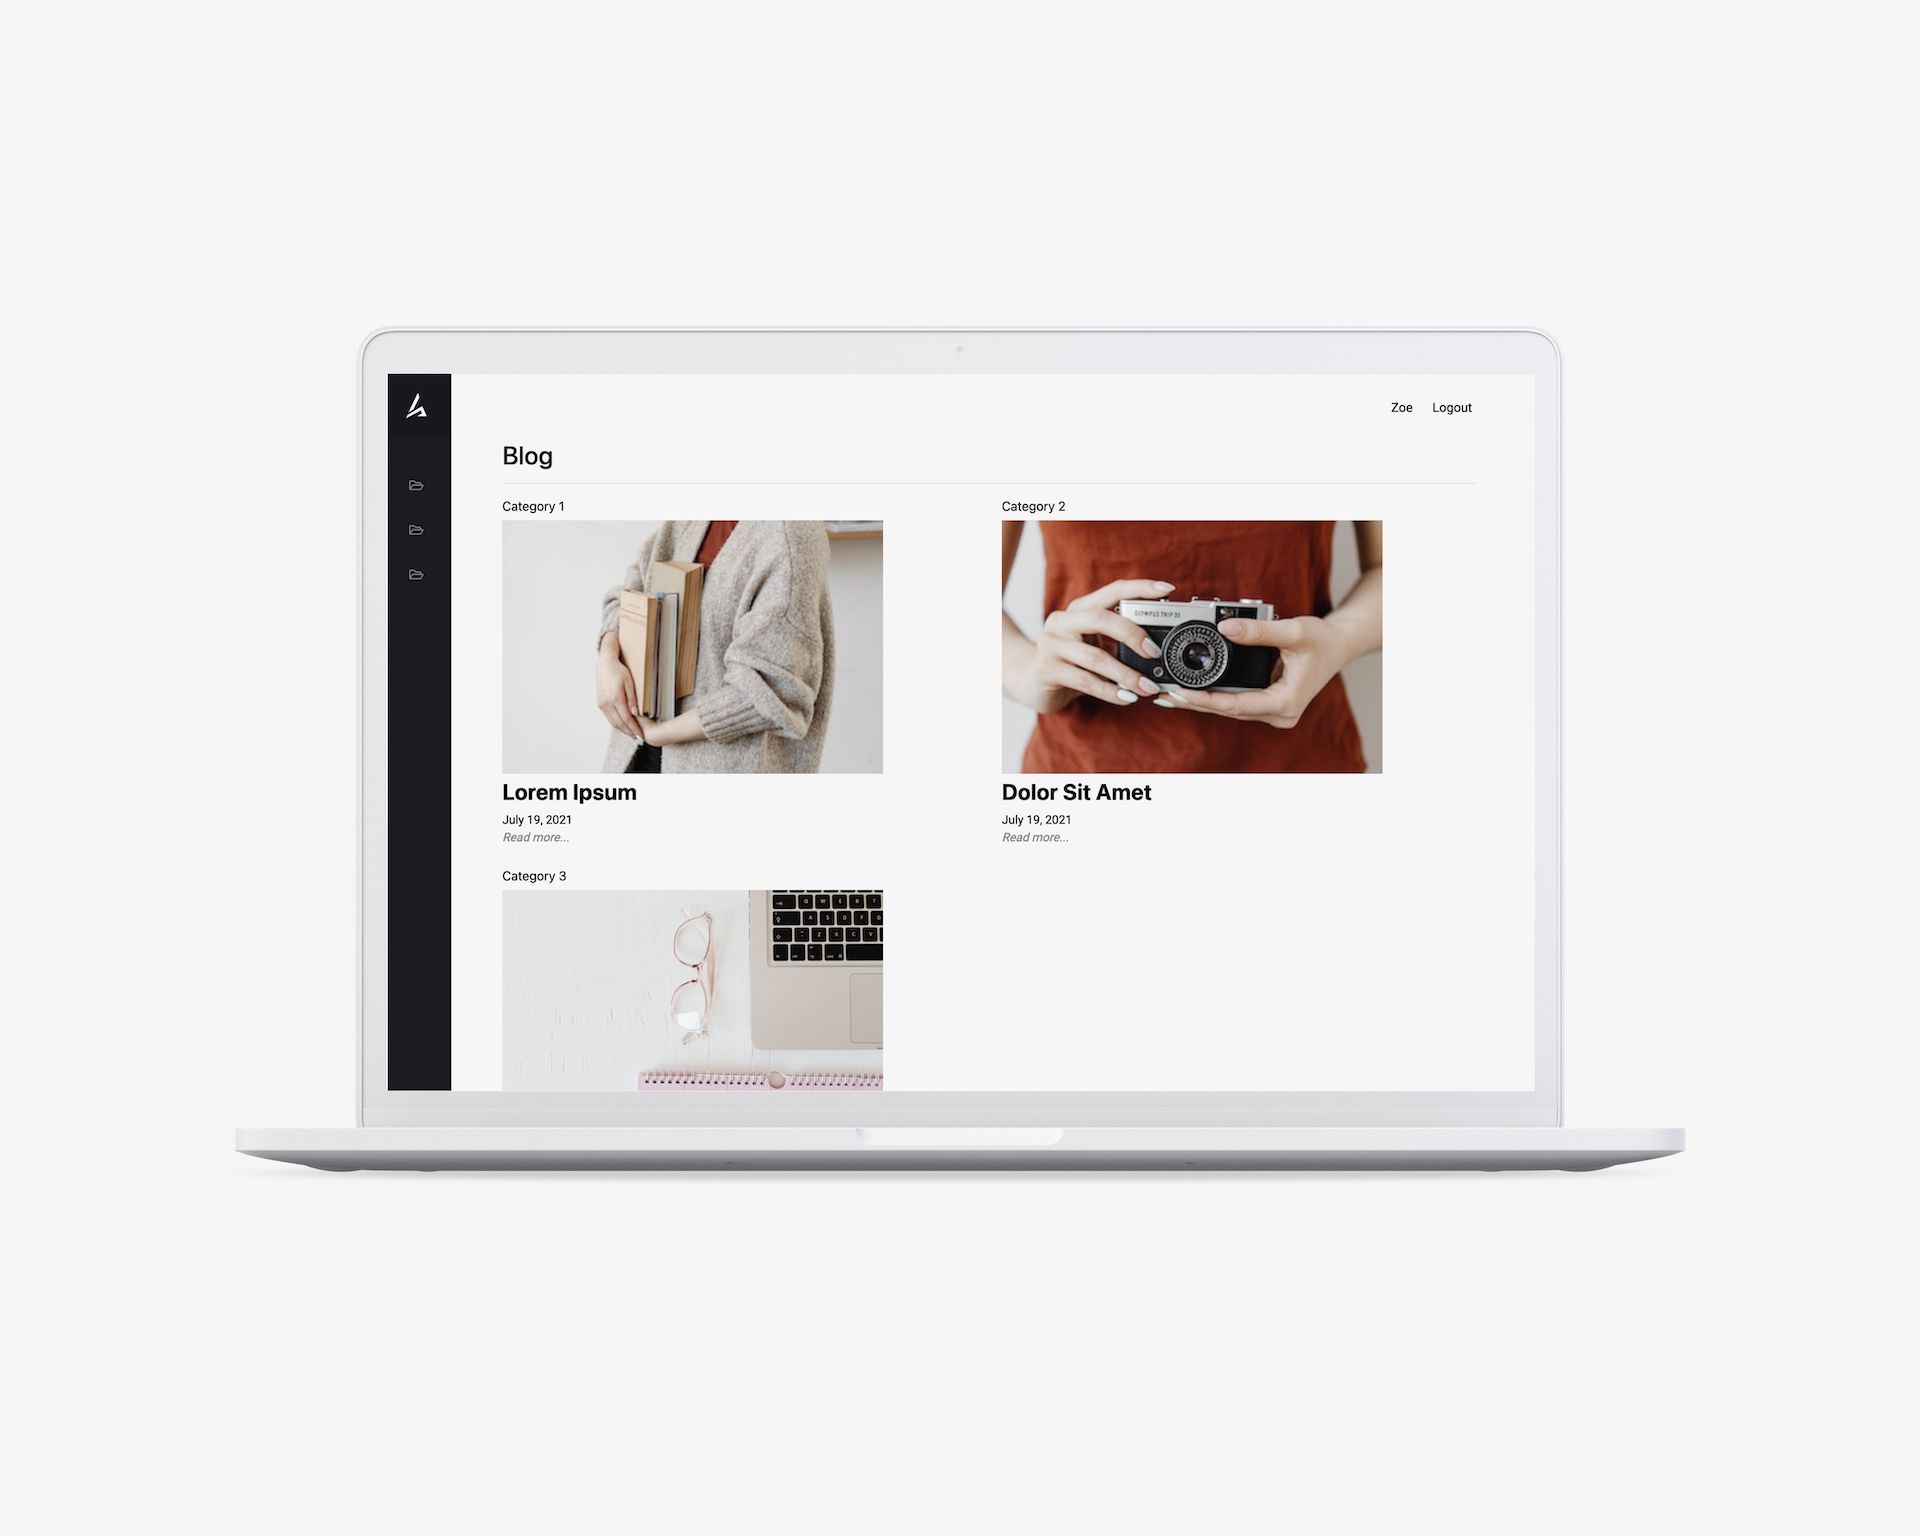 Zoe Logout
Blog
Category 1
Category 2
OLYMPUS TRIP 35
Lorem Ipsum
July 19, 2021
Read more...
Dolor Sit Amet
July 19, 2021
Read more...
Category 3
Q W E R T
A S D F G
Z X C V